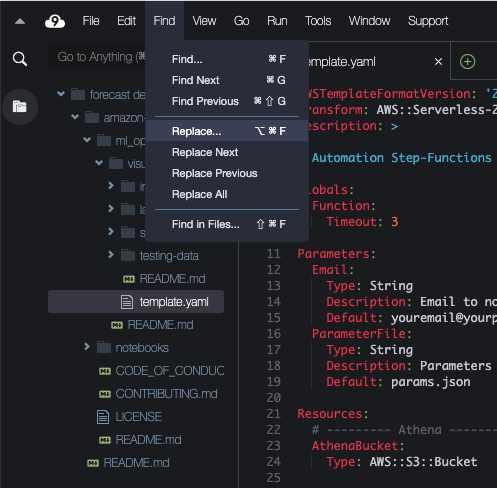 9 File Edit Find View Go Run Tools Window Support
Go to Anything (⌘
template.yaml
Find... ⌘ F
Find Next ⌘ G
Find Previous ⌘ ⇧ G
Replace... ⌥ ⌘ F
Replace Next
Replace Previous
Replace All
Find in Files... ⇧ ⌘ F
forecast de
amazon-
ml_op
visu
in
la
s
testing-data
README.md
template.yaml
README.md
notebooks
CODE_OF_CONDUC
CONTRIBUTING.md
LICENSE
README.md
README.md
WSTemplateFormatVersion: '2
ransform: AWS::Serverless-2
escription: >
Automation Step-Functions
lobals:
Function:
Timeout: 3
11 Parameters:
12 Email:
13 Type: String
14 Description: Email to no
15 Default: youremail@yourp
16 ParameterFile:
17 Type: String
18 Description: Parameters
19 Default: params.json
20
21 Resources:
22 # --------- Athena -------
23 AthenaBucket:
24 Type: AWS::S3::Bucket
25